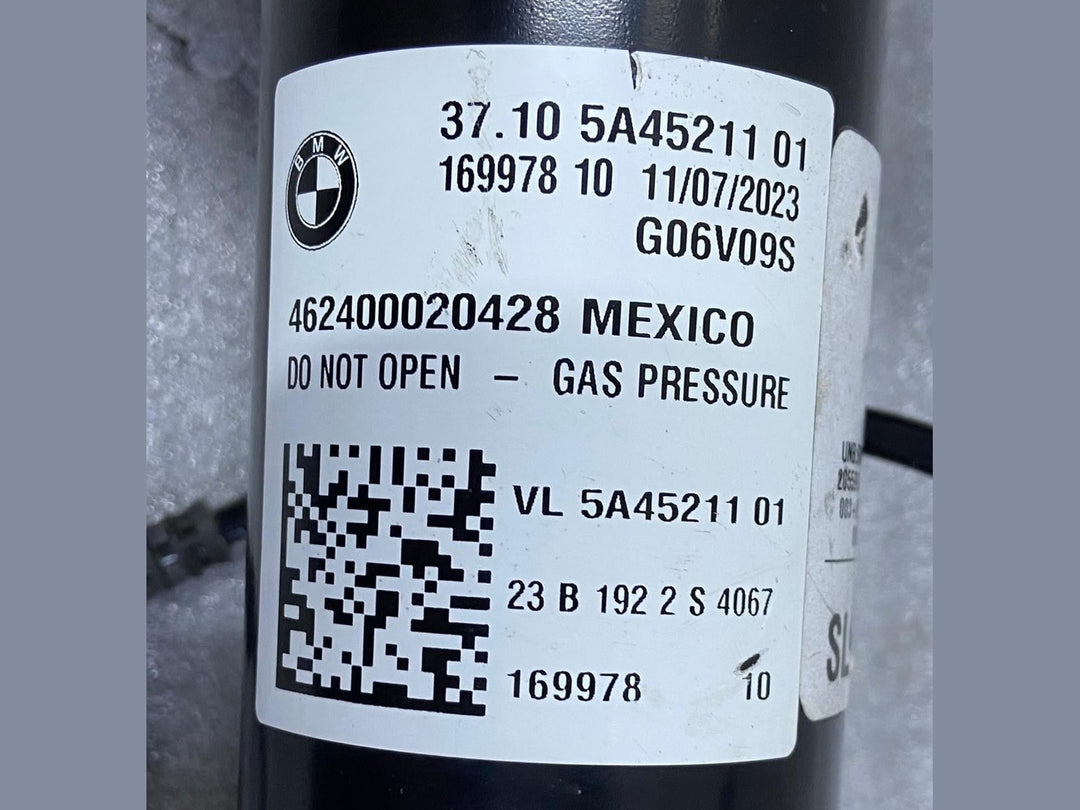 BMW
37.10 5A45211 01
169978 10 11/07/2023
G06V09S
462400020428 MEXICO
DO NOT OPEN – GAS PRESSURE
VL 5A45211 01
23 B 192 2 S 4067
169978 10